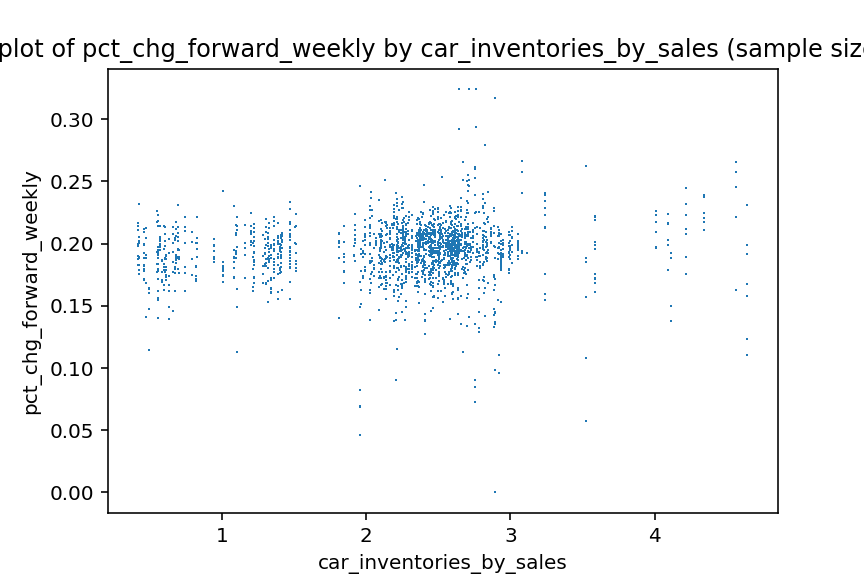 plot of pct_chg_forward_weekly by car_inventories_by_sales (sample
0.30
0.25
0.20
0.15
0.10
0.05
0.00
pct_chg_forward_weekly
1 2 3 4
car_inventories_by_sales